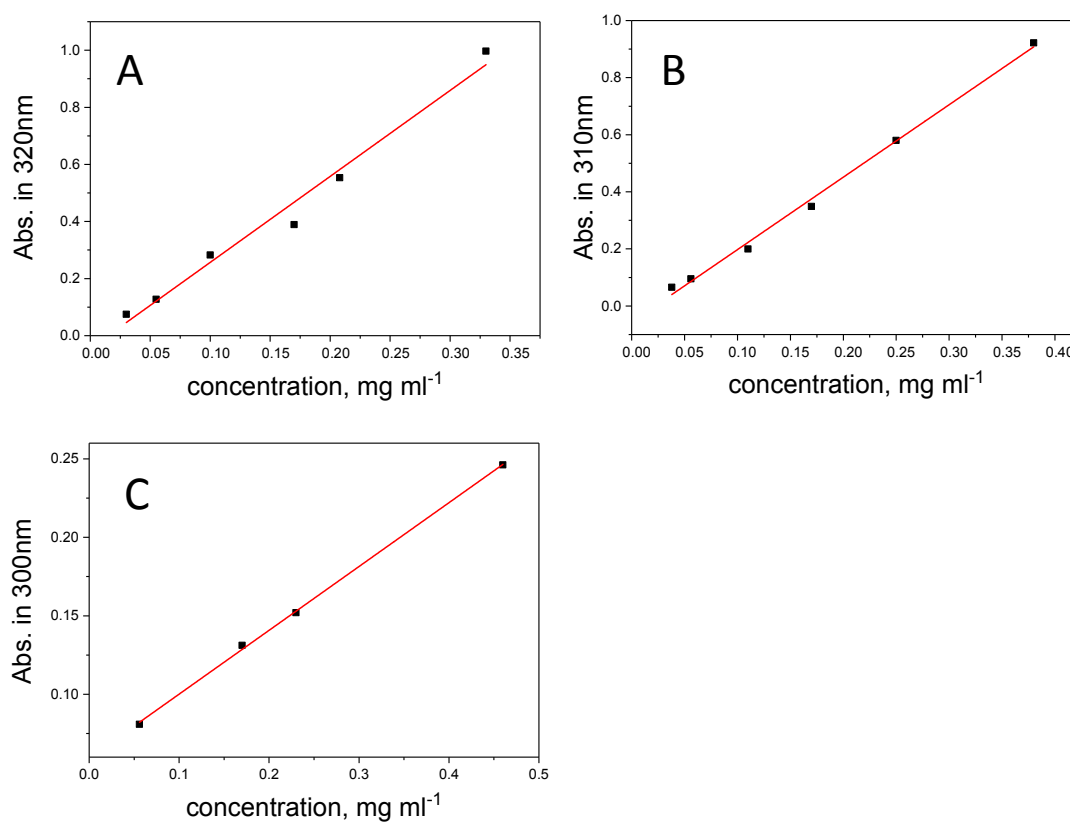 A
Abs. in 320nm
1.0
0.8
0.6
0.4
0.2
0.0
0.00 0.05 0.10 0.15 0.20 0.25 0.30 0.35
concentration, mg ml⁻¹
B
Abs. in 310nm
1.0
0.8
0.6
0.4
0.2
0.0
0.00 0.05 0.10 0.15 0.20 0.25 0.30 0.35 0.40
concentration, mg ml⁻¹
C
Abs. in 300nm
0.25
0.20
0.15
0.10
0.0 0.1 0.2 0.3 0.4 0.5
concentration, mg ml⁻¹